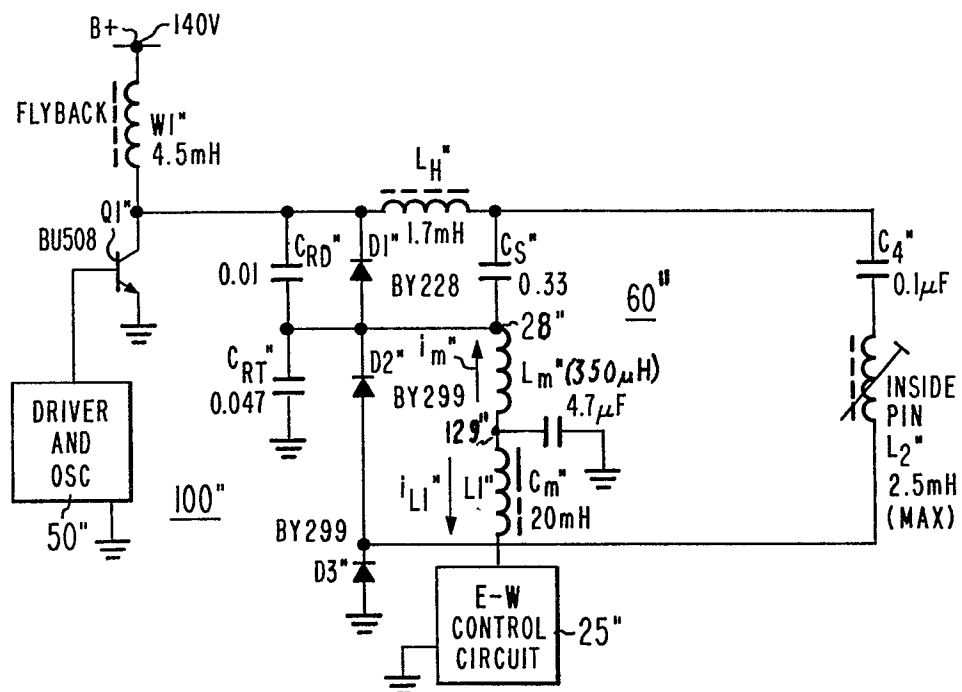 B+ 140V
FLYBACK
W1"
4.5mH
Q1"
BU508
L_H"
1.7mH
C_RD"
0.01
D1"
BY228
C_S"
0.33
60"
C_4"
0.1μF
28"
i_m"
L_m" (350μH)
4.7μF
C_RT"
0.047
D2"
BY299
129"
INSIDE
PIN
L_2"
2.5mH
(MAX)
DRIVER
AND
OSC
50"
100"
i_L1"
L1"
C_m"
20mH
BY299
D3"
E-W
CONTROL
CIRCUIT
25"